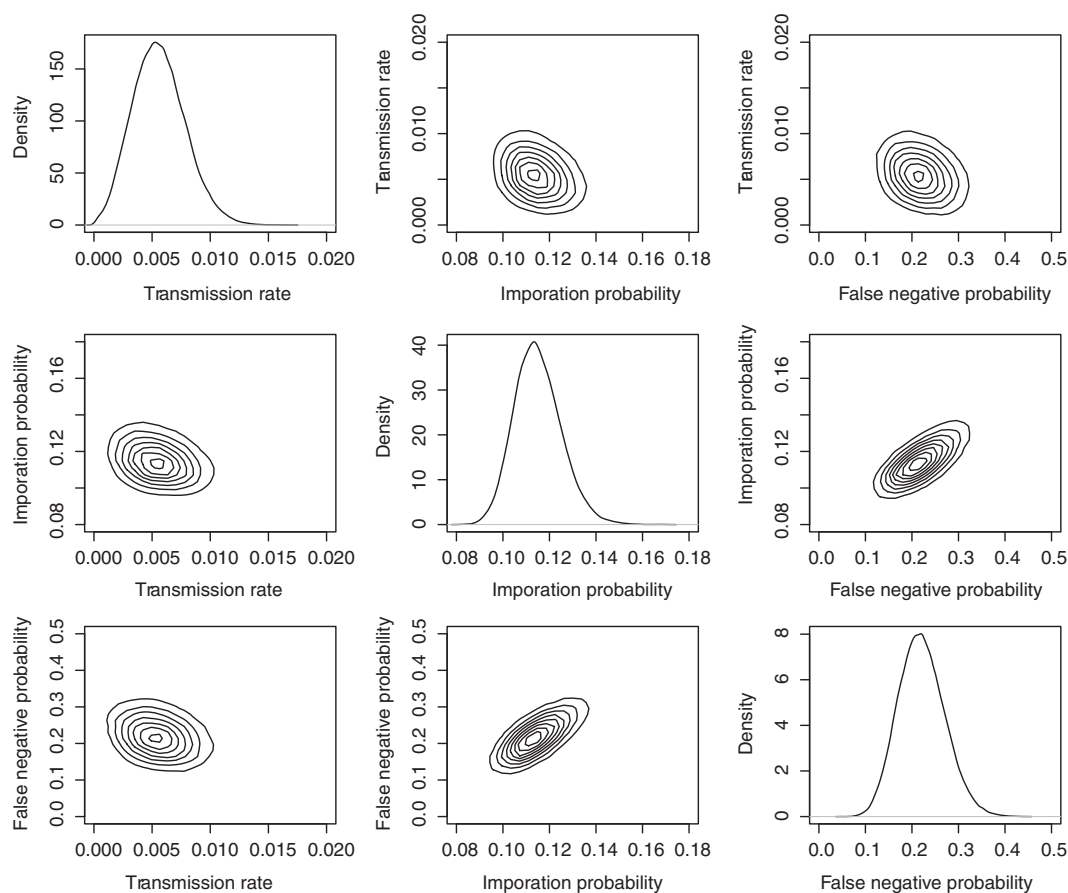 Density
0 50 100 150
0.000 0.005 0.010 0.015 0.020
Transmission rate
Transmission rate
0.000 0.010 0.020
0.08 0.10 0.12 0.14 0.16 0.18
Imporation probability
Transmission rate
0.000 0.010 0.020
0.0 0.1 0.2 0.3 0.4 0.5
False negative probability
Imporation probability
0.08 0.12 0.16
0.000 0.005 0.010 0.015 0.020
Transmission rate
Density
0 10 20 30 40
0.08 0.10 0.12 0.14 0.16 0.18
Imporation probability
Imporation probability
0.08 0.12 0.16
0.0 0.1 0.2 0.3 0.4 0.5
False negative probability
False negative probability
0.0 0.1 0.2 0.3 0.4 0.5
0.000 0.005 0.010 0.015 0.020
Transmission rate
False negative probability
0.0 0.1 0.2 0.3 0.4 0.5
0.08 0.10 0.12 0.14 0.16 0.18
Imporation probability
Density
0 2 4 6 8
0.0 0.1 0.2 0.3 0.4 0.5
False negative probability